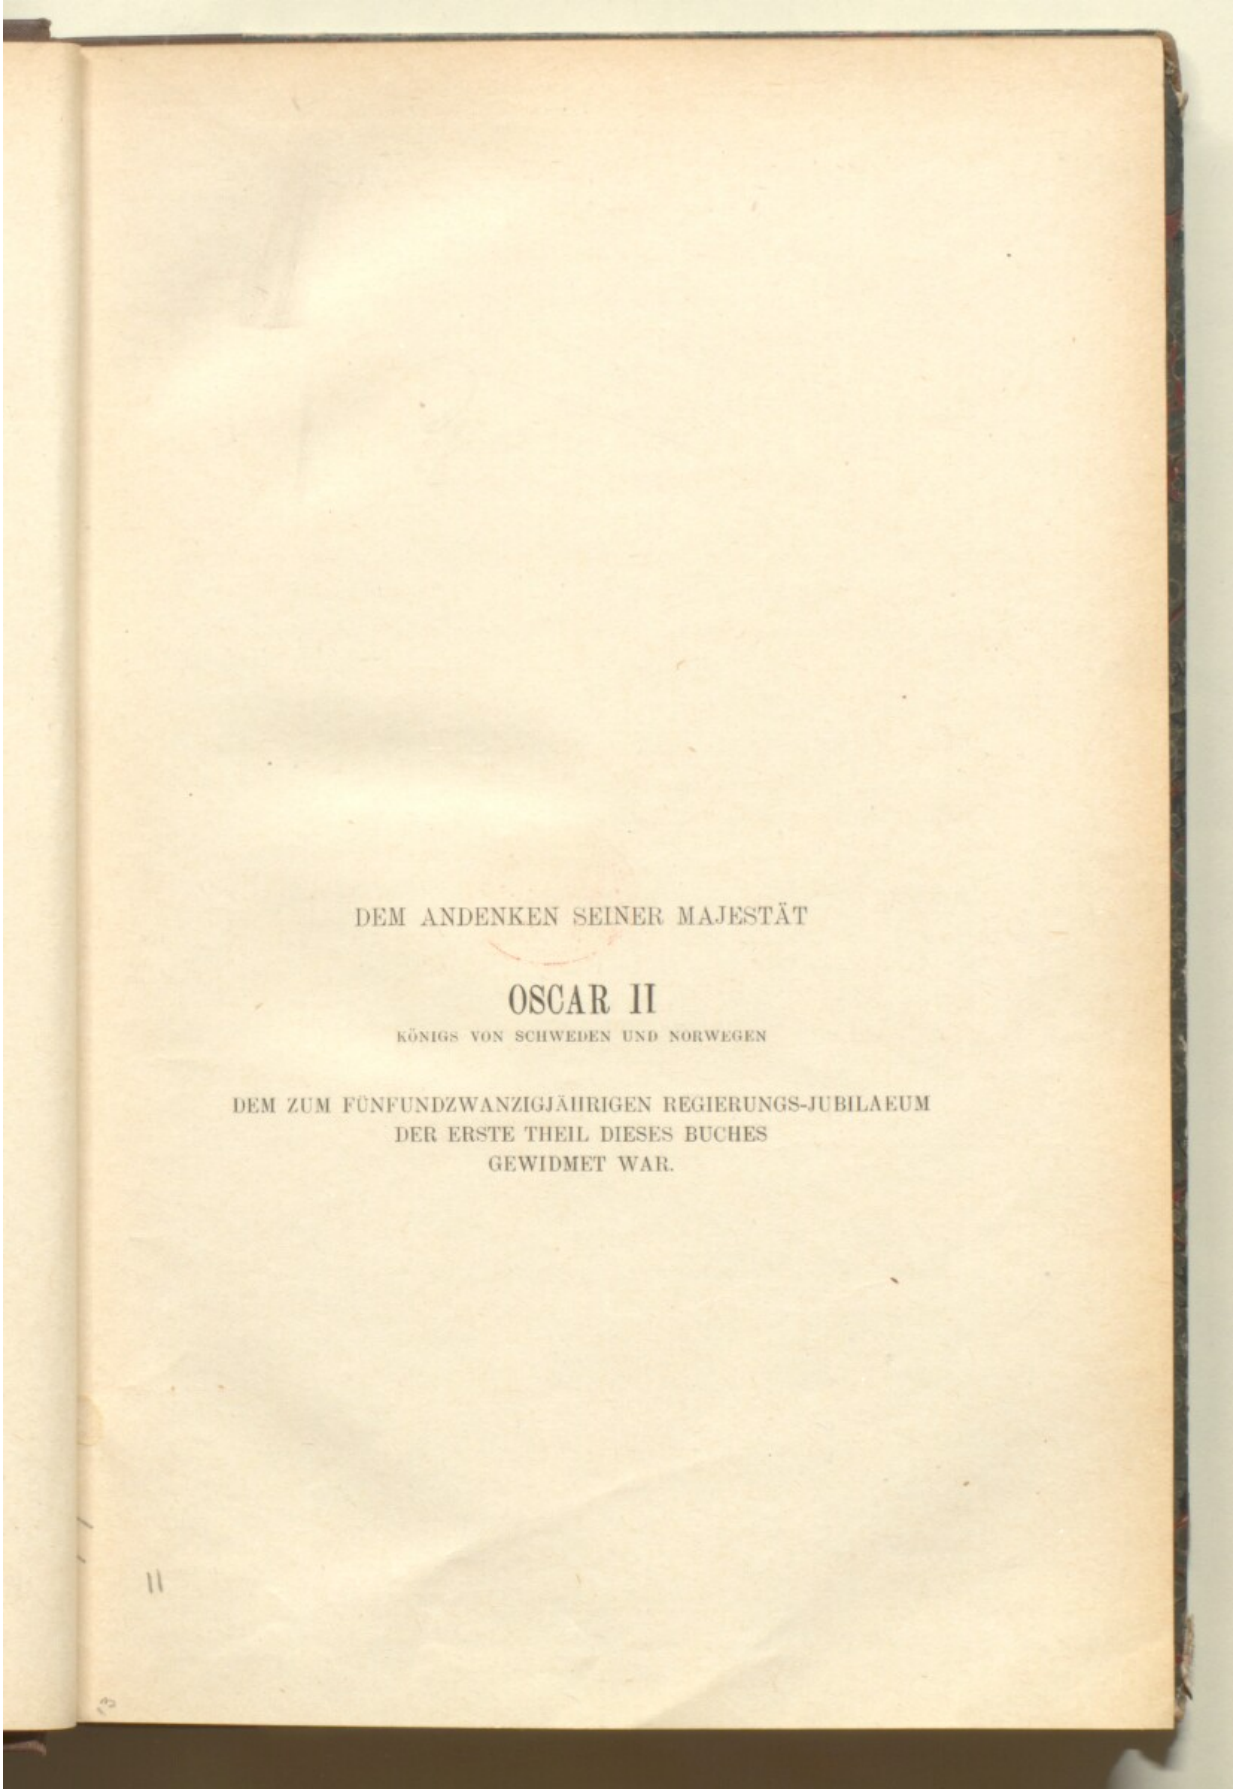 DEM ANDENKEN SEINER MAJESTÄT
OSCAR II
KÖNIGS VON SCHWEDEN UND NORWEGEN
DEM ZUM FÜNFUNDZWANZIGJÄHRIGEN REGIERUNGS-JUBILAEUM
DER ERSTE THEIL DIESES BUCHES
GEWIDMET WAR.
11